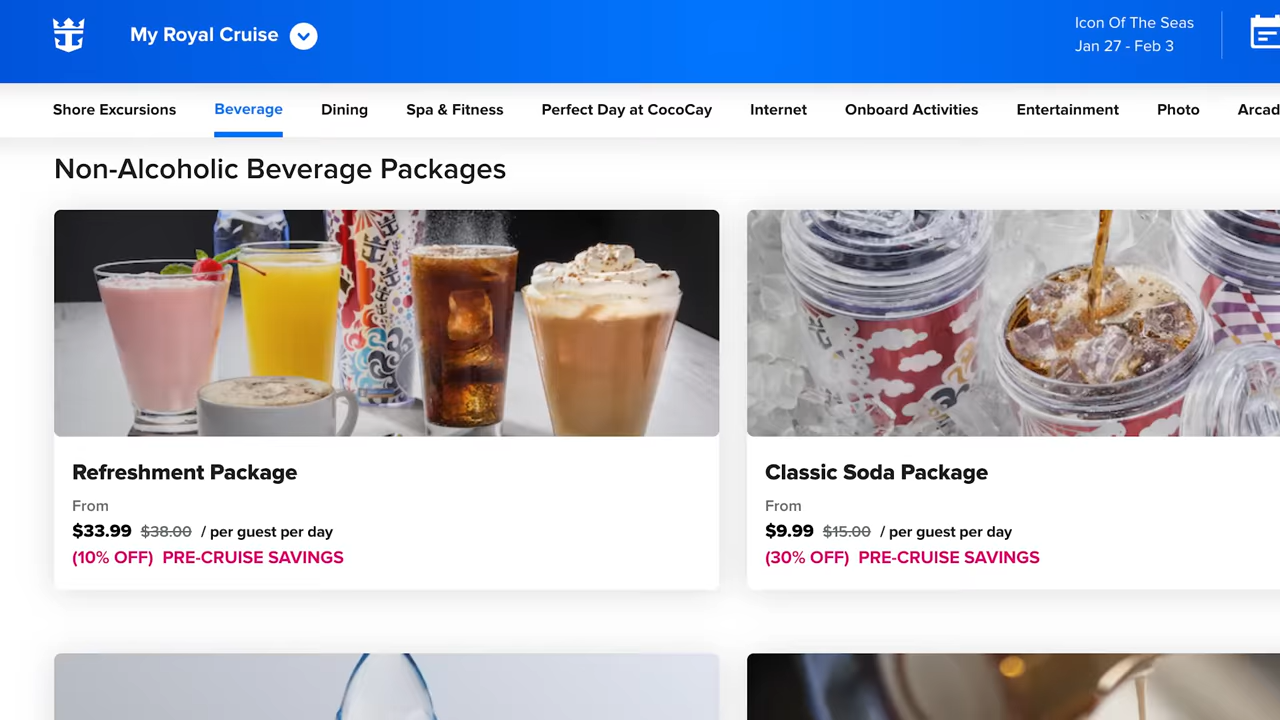 My Royal Cruise
Icon Of The Seas
Jan 27 - Feb 3
Shore Excursions Beverage Dining Spa & Fitness Perfect Day at CocoCay Internet Onboard Activities Entertainment Photo Arcad
Non-Alcoholic Beverage Packages
Refreshment Package
From
$33.99 $38.00 / per guest per day
(10% OFF) PRE-CRUISE SAVINGS
Classic Soda Package
From
$9.99 $15.00 / per guest per day
(30% OFF) PRE-CRUISE SAVINGS